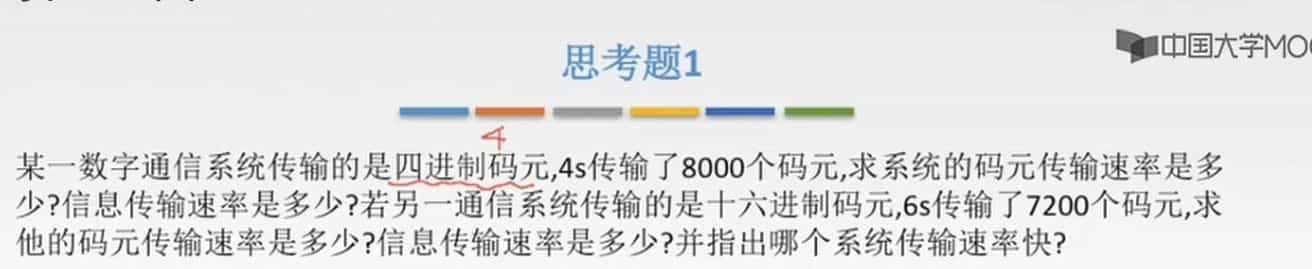 中国大学MO
思考题1
4
某一数字通信系统传输的是四进制码元,4s传输了8000个码元,求系统的码元传输速率是多
少?信息传输速率是多少?若另一通信系统传输的是十六进制码元,6s传输了7200个码元,求
他的码元传输速率是多少?信息传输速率是多少?并指出哪个系统传输速率快?